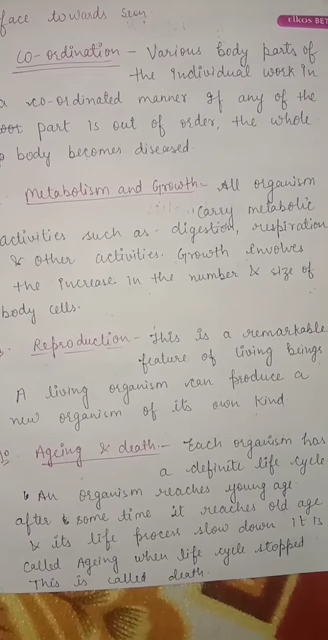 face towards sun
elkos BET
Co-ordination - Various body parts of
the individual work in
a co-ordinated manner If any of the
part is out of order, the whole
body becomes diseased.
Metabolism and Growth - All organism
carry metabolic
activities such as digestion, respiration
& other activities. Growth involves
the increase in the number & size of
body cells.
Reproduction - This is a remarkable
feature of living beings
A living organism can produce a
new organism of its own kind
10 Ageing & death - Each organism has
a definite life cycle
An organism reaches young age
after some time it reaches old age
& its life process slow down it is
called Ageing when life cycle stopped
This is called death.